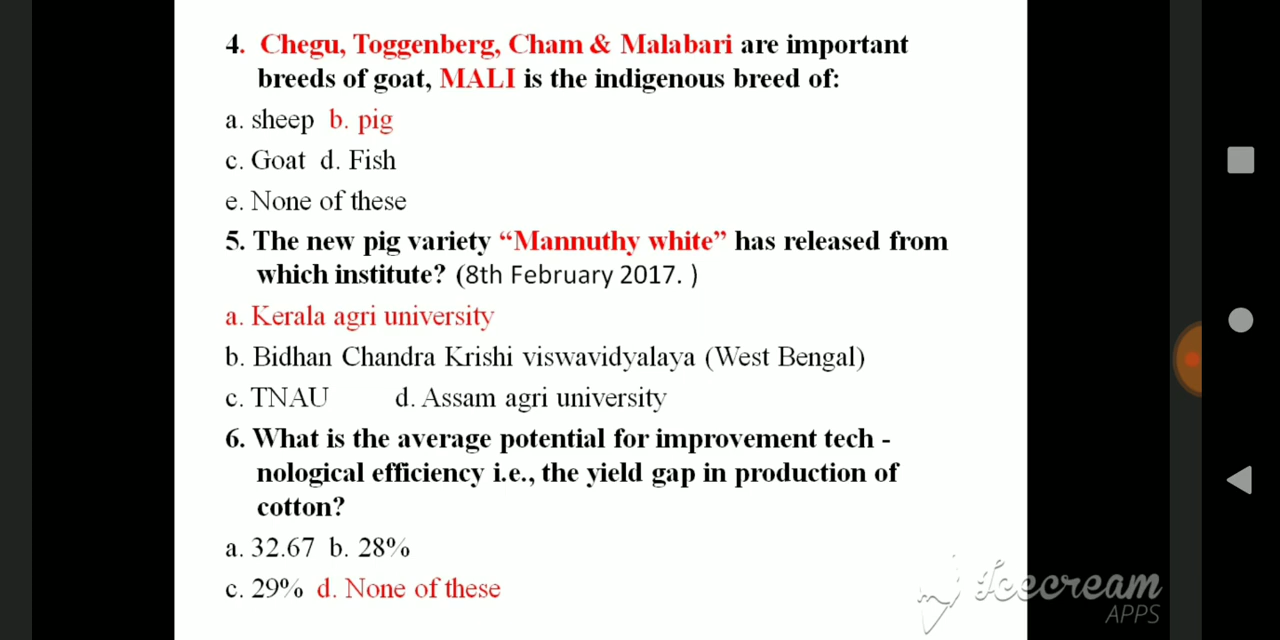 4. Chegu, Toggenberg, Cham & Malabari are important
breeds of goat, MALI is the indigenous breed of:
a. sheep b. pig
c. Goat d. Fish
e. None of these
5. The new pig variety “Mannuthy white” has released from
which institute? (8th February 2017. )
a. Kerala agri university
b. Bidhan Chandra Krishi viswavidyalaya (West Bengal)
c. TNAU d. Assam agri university
6. What is the average potential for improvement tech -
nological efficiency i.e., the yield gap in production of
cotton?
a. 32.67 b. 28%
c. 29% d. None of these
Icecream
APPS